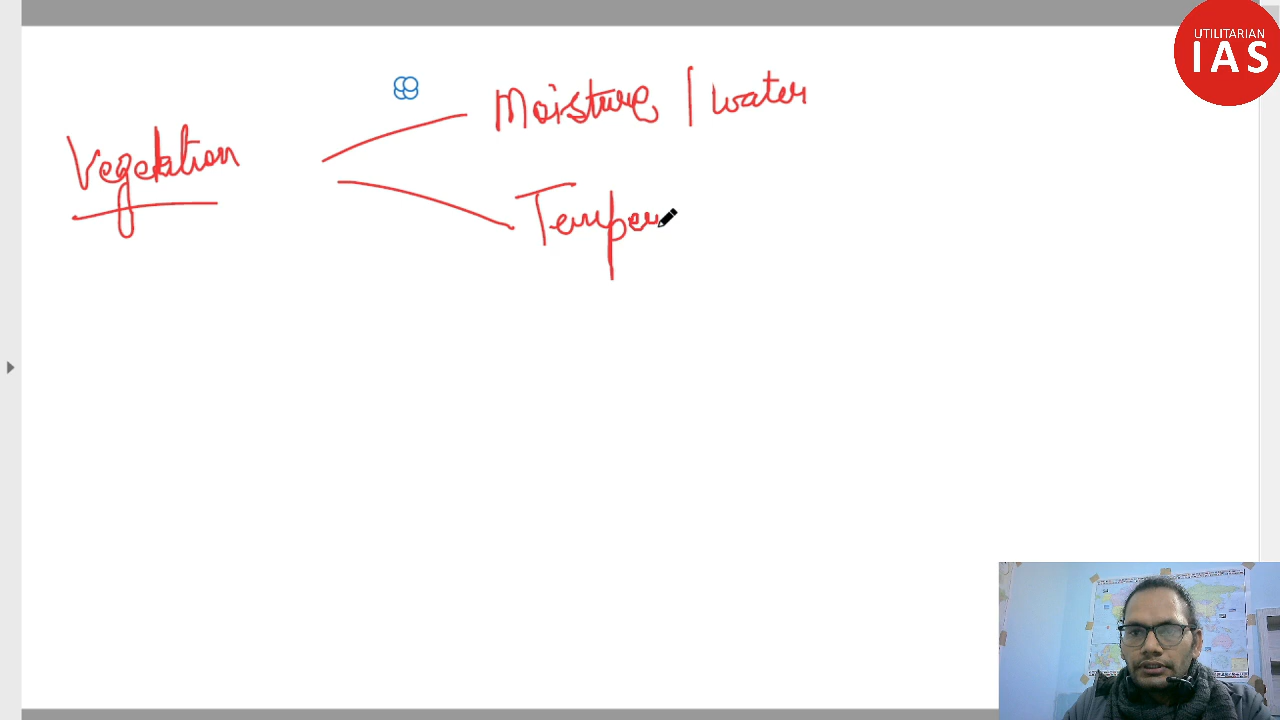 UTILITARIAN
IAS
Moisture / water
Vegetation
Temper